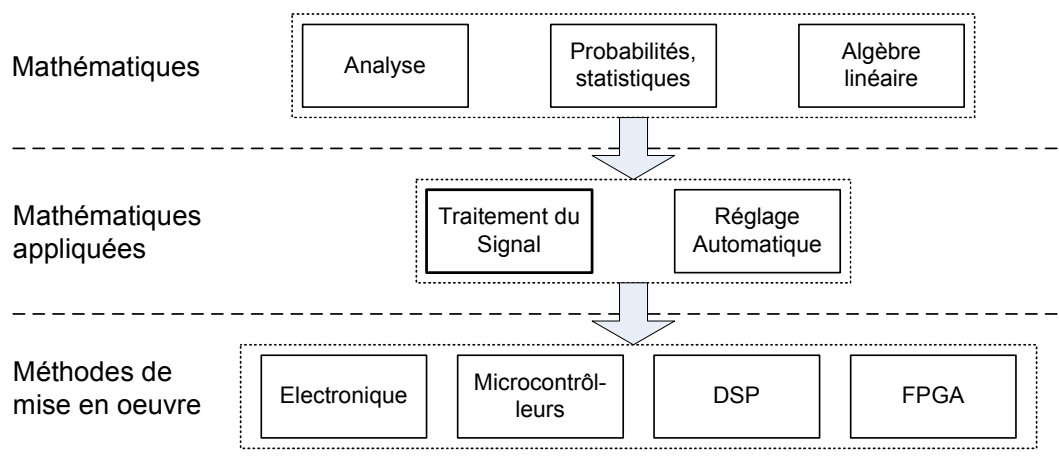 Mathématiques
Analyse
Probabilités,
statistiques
Algèbre
linéaire
Mathématiques
appliquées
Traitement du
Signal
Réglage
Automatique
Méthodes de
mise en oeuvre
Electronique
Microcontrôl-
leurs
DSP
FPGA